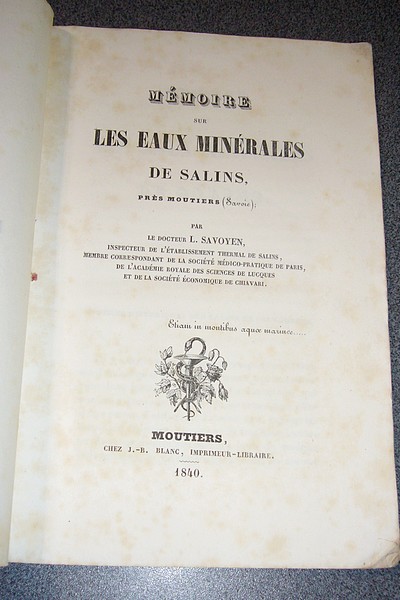 MÉMOIRE
SUR
LES EAUX MINÉRALES
DE SALINS,
PRÈS MOUTIERS (Savoie);
PAR
LE DOCTEUR L. SAVOYEN,
INSPECTEUR DE L'ÉTABLISSEMENT THERMAL DE SALINS,
MEMBRE CORRESPONDANT DE LA SOCIÉTÉ MÉDICO-PRATIQUE DE PARIS,
DE L'ACADÉMIE ROYALE DES SCIENCES DE LUCQUES
ET DE LA SOCIÉTÉ ÉCONOMIQUE DE CHIAVARI.
Etiam in montibus aquæ marinæ.....
MOUTIERS,
CHEZ J.-B. BLANC, IMPRIMEUR-LIBRAIRE.
1840.